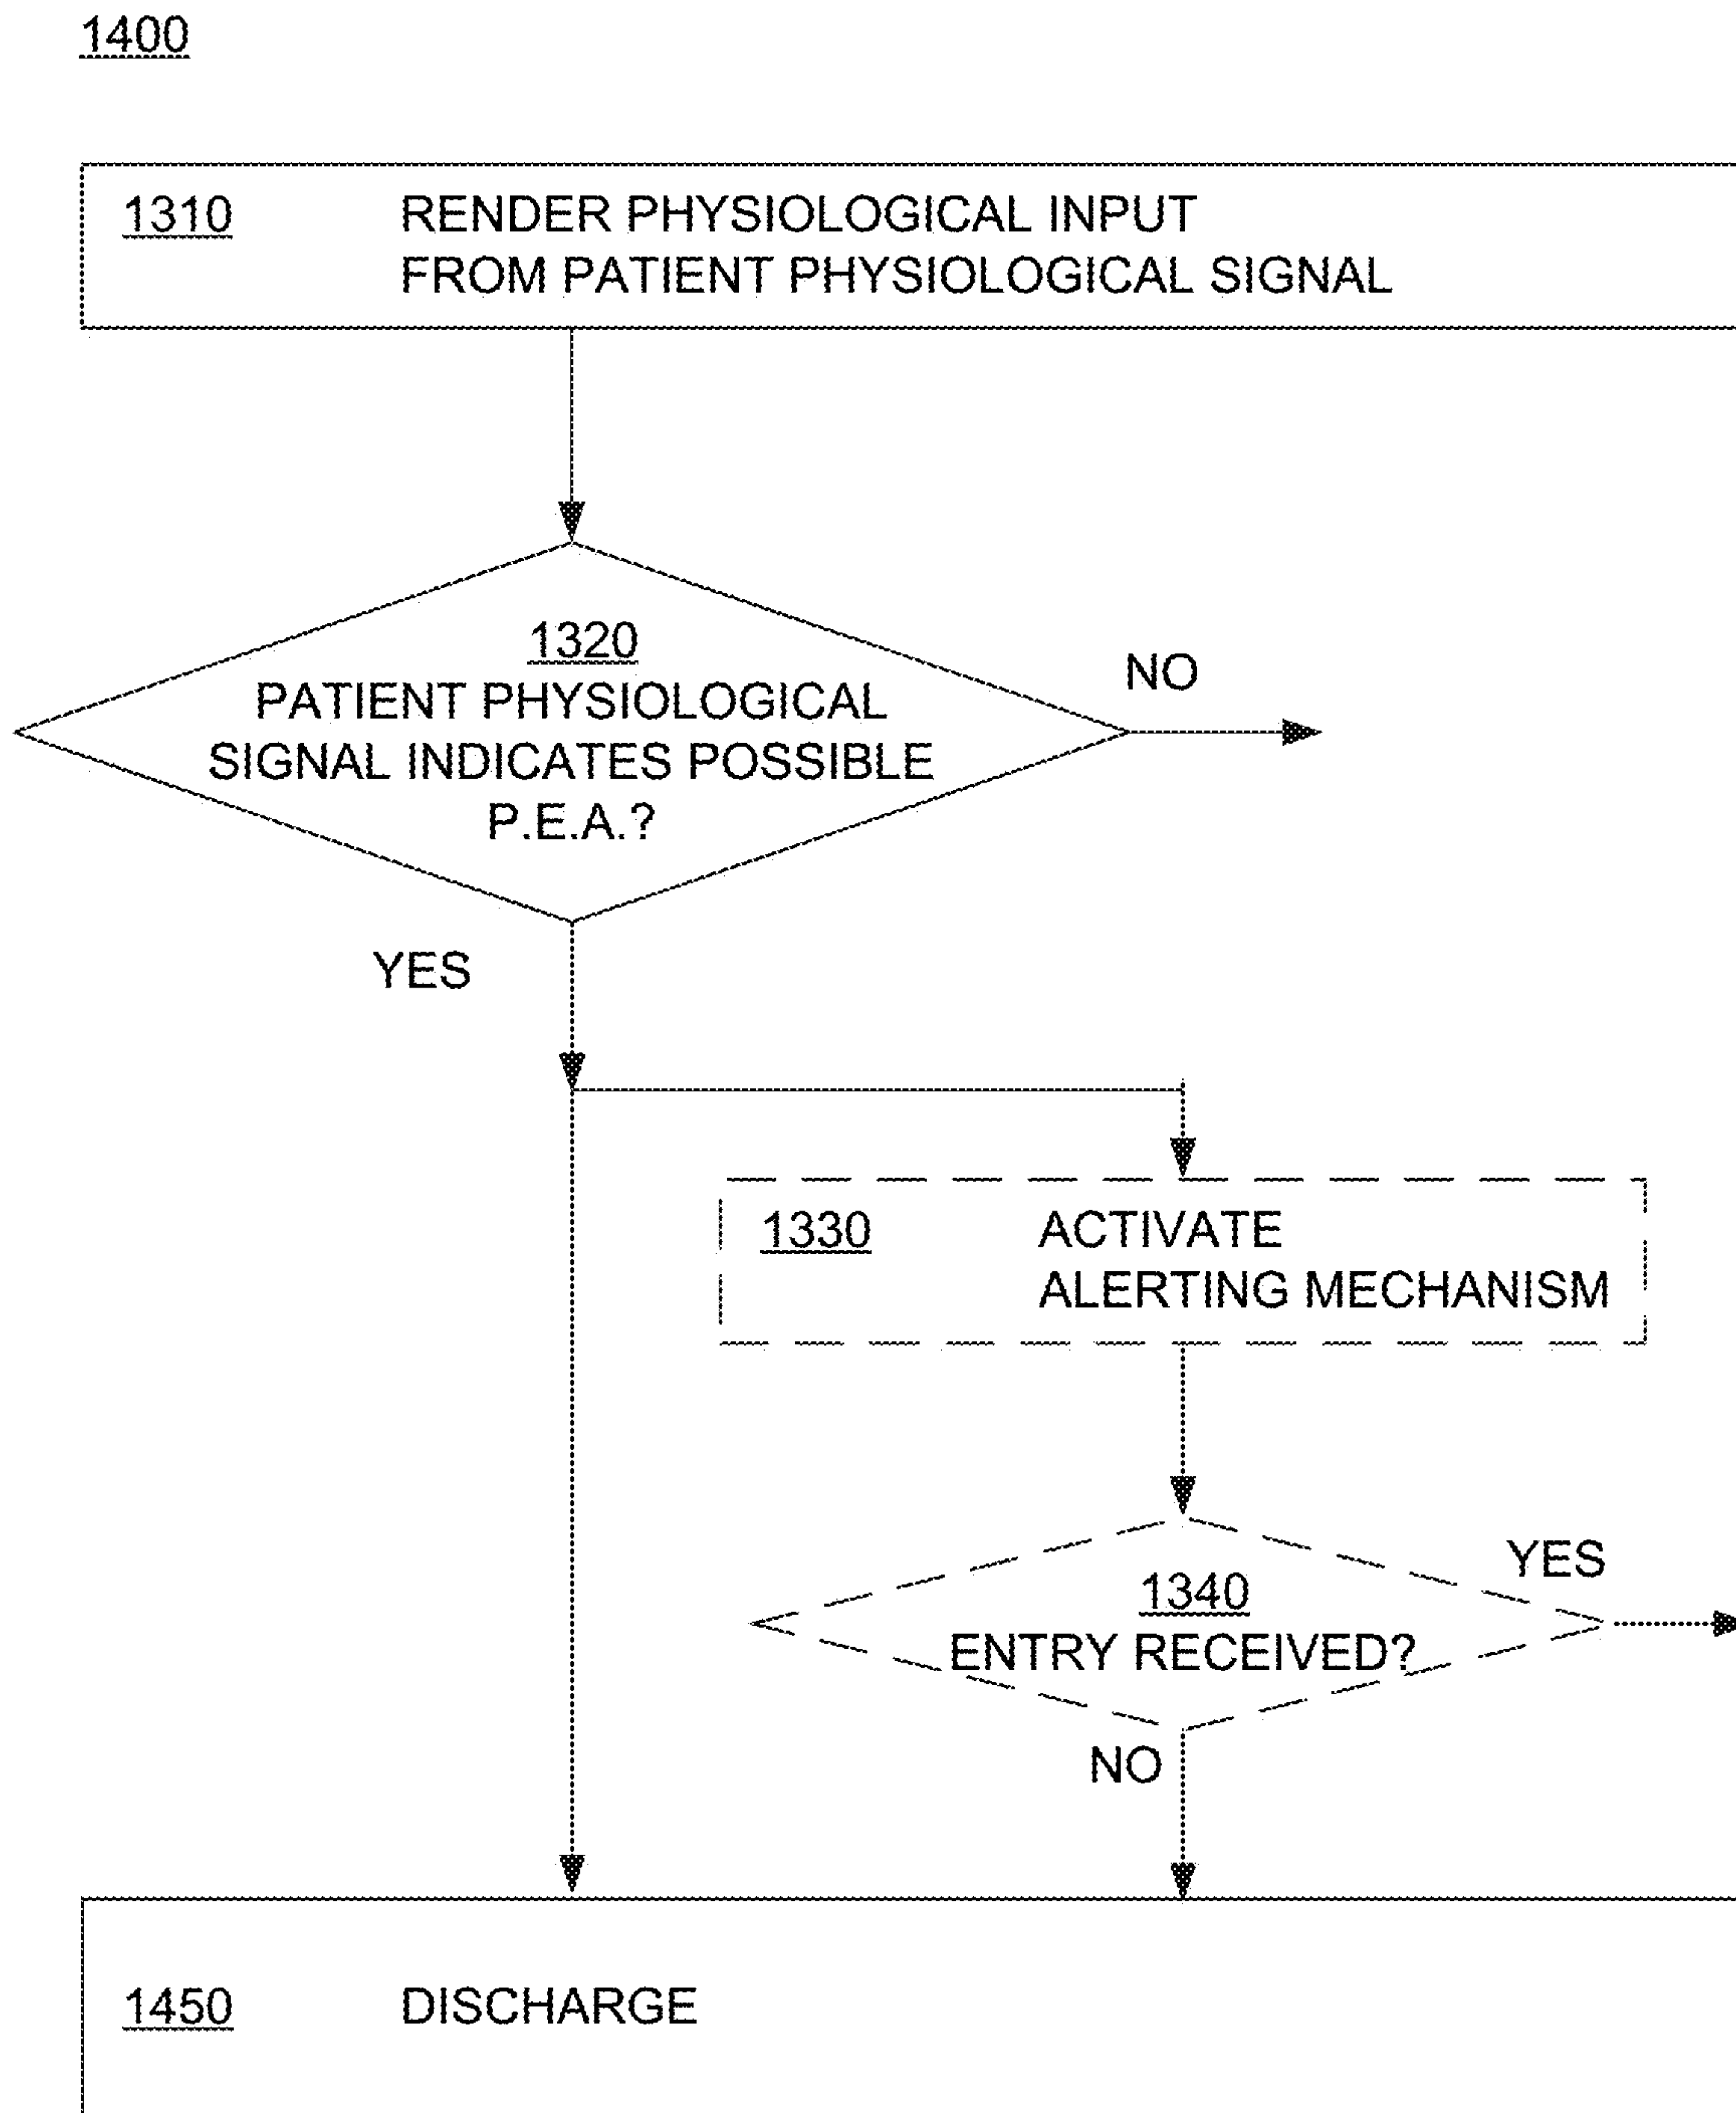 1400
1310 RENDER PHYSIOLOGICAL INPUT
FROM PATIENT PHYSIOLOGICAL SIGNAL
1320
PATIENT PHYSIOLOGICAL
SIGNAL INDICATES POSSIBLE
P.E.A.?
NO
YES
1330 ACTIVATE
ALERTING MECHANISM
1340
ENTRY RECEIVED?
YES
NO
1450 DISCHARGE